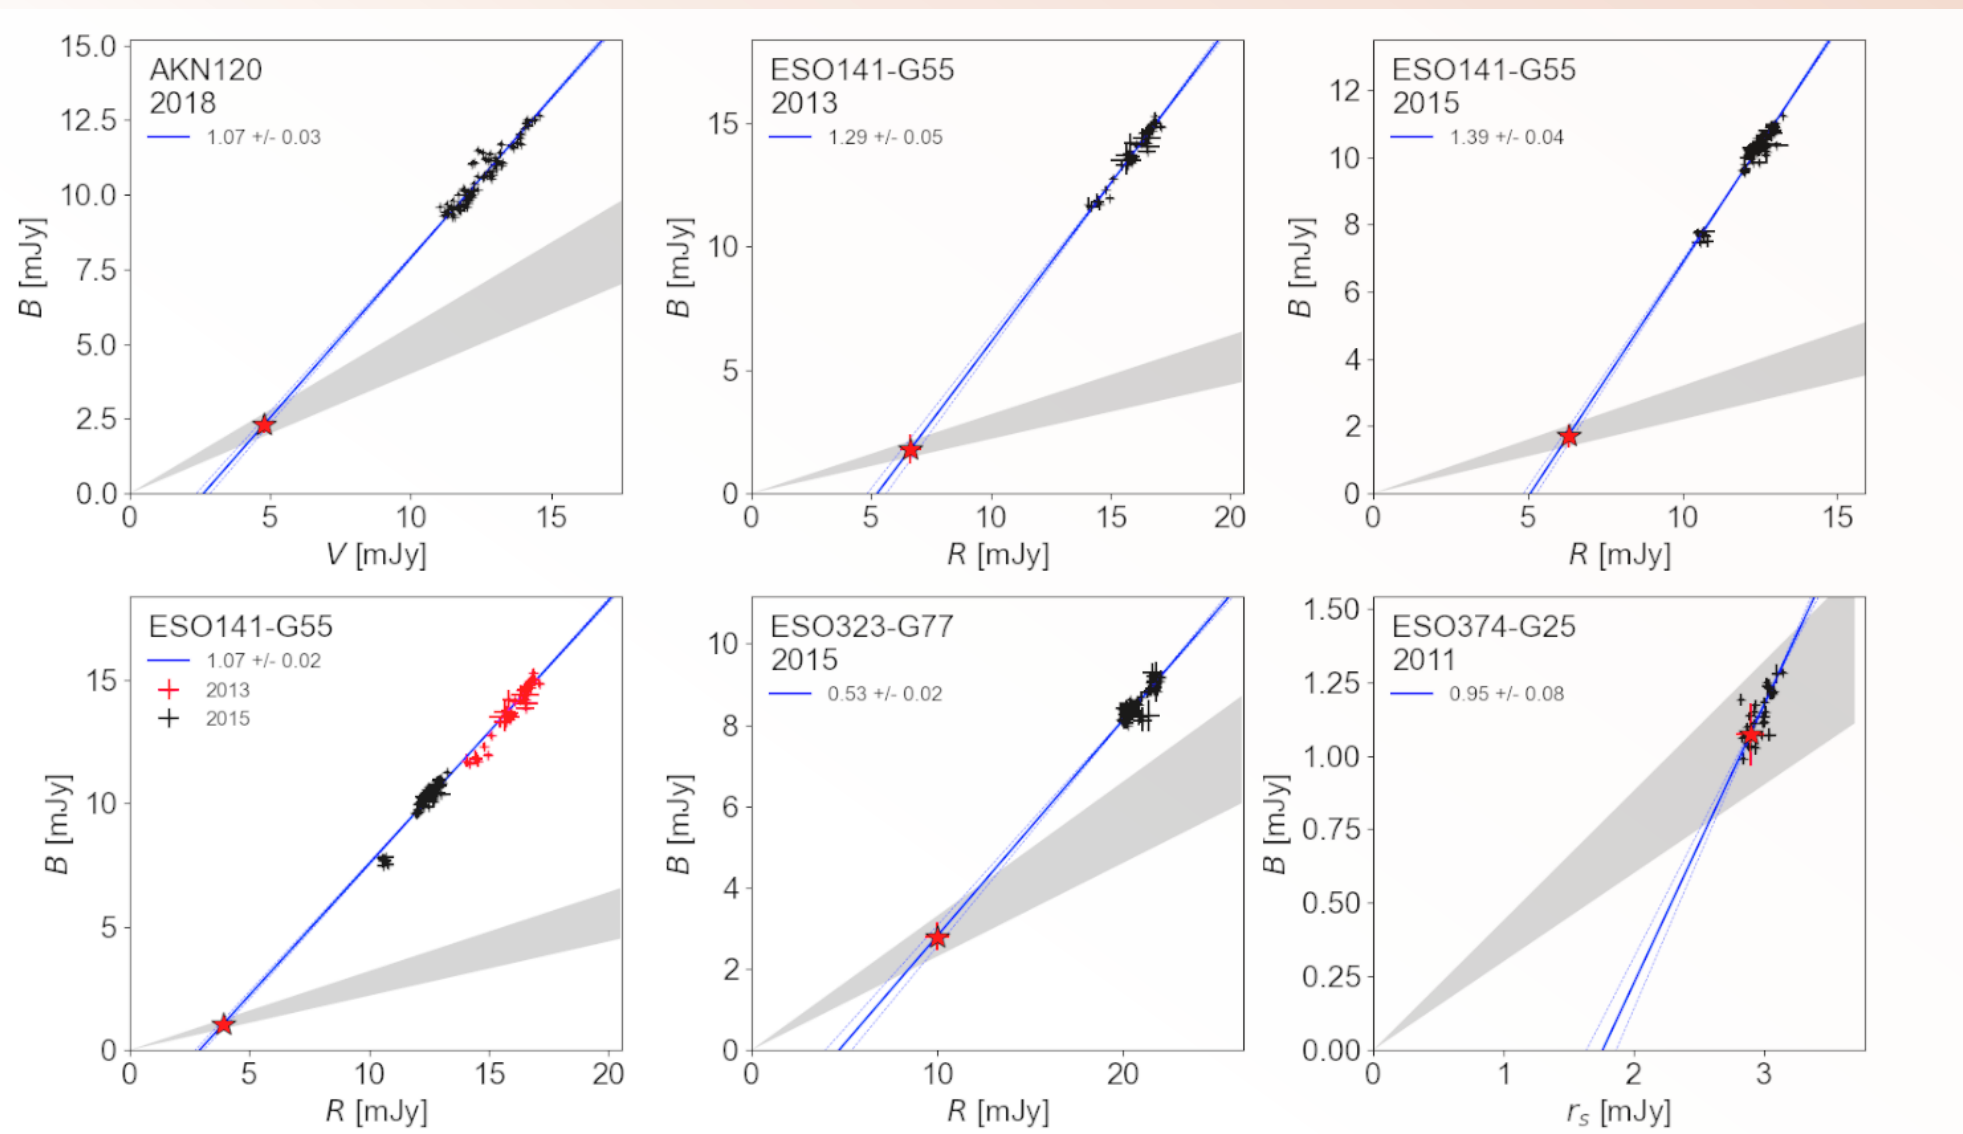 AKN120
2018
1.07 +/- 0.03
15.0
12.5
10.0
7.5
5.0
2.5
0.0
B [mJy]
0 5 10 15
V [mJy]
ESO141-G55
2013
1.29 +/- 0.05
15
10
5
0
B [mJy]
0 5 10 15 20
R [mJy]
ESO141-G55
2015
1.39 +/- 0.04
12
10
8
6
4
2
0
B [mJy]
0 5 10 15
R [mJy]
ESO141-G55
1.07 +/- 0.02
2013
2015
15
10
5
0
B [mJy]
0 5 10 15 20
R [mJy]
ESO323-G77
2015
0.53 +/- 0.02
10
8
6
4
2
0
B [mJy]
0 10 20
R [mJy]
ESO374-G25
2011
0.95 +/- 0.08
1.50
1.25
1.00
0.75
0.50
0.25
0.00
B [mJy]
0 1 2 3
rₛ [mJy]